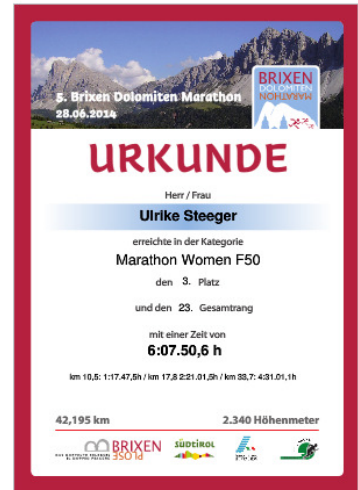 5. Brixen Dolomiten Marathon
28.06.2014
BRIXEN
DOLOMITEN
MARATHON
URKUNDE
Herr / Frau
Ulrike Steeger
erreichte in der Kategorie
Marathon Women F50
den 3. Platz
und den 23. Gesamtrang
mit einer Zeit von
6:07.50,6 h
km 10,5: 1:17.47,5h / km 17,8 2:21.01,5h / km 33,7: 4:31.01,1h
42,195 km 2.340 Höhenmeter
BRIXEN SÜDTIROL
PLOSE